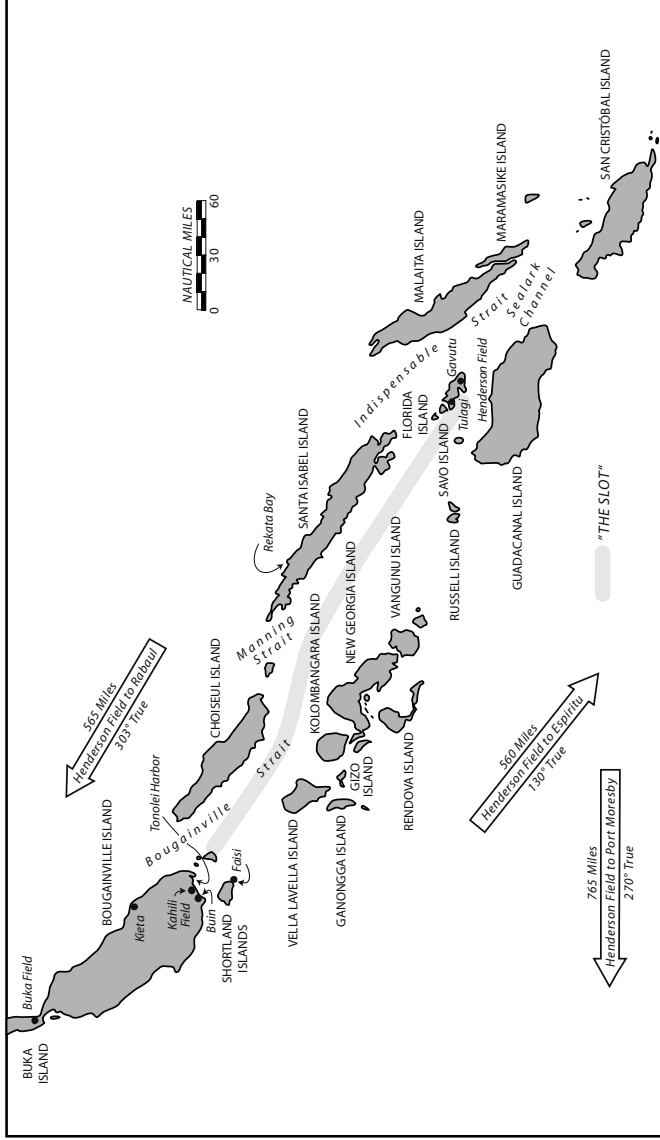 BUKA
ISLAND
Buka Field
BOUGAINVILLE ISLAND
Kieta
Kahili
Field
Buin
Tonolei Harbor
SHORTLAND
ISLANDS
Faisi
Bougainville
Strait
565 Miles
Henderson Field to Rabaul
303° True
CHOISEUL ISLAND
VELLA LAVELLA ISLAND
GANONGGA ISLAND
GIZO
ISLAND
KOLOMBANGARA ISLAND
NEW GEORGIA ISLAND
RENDOVA ISLAND
VANGUNU ISLAND
Manning
Strait
Rekata Bay
SANTA ISABEL ISLAND
NAUTICAL MILES
0 30 60
Indispensable
Strait
MALAITA ISLAND
MARAMASIKE ISLAND
FLORIDA
ISLAND
Gavutu
Tulagi
SAVO ISLAND
RUSSELL ISLAND
Henderson Field
GUADACANAL ISLAND
Sealark
Channel
SAN CRISTÓBAL ISLAND
"THE SLOT"
560 Miles
Henderson Field to Espiritu
130° True
765 Miles
Henderson Field to Port Moresby
270° True